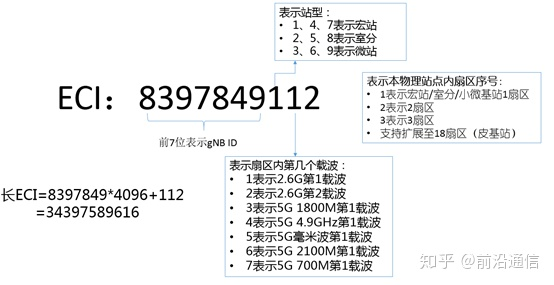 表示站型：
• 1、4、7表示宏站
• 2、5、8表示室分
• 3、6、9表示微站
ECI：8397849112
前7位表示gNB ID
表示本物理站点内扇区序号：
• 1表示宏站/室分/小微基站1扇区
• 2表示2扇区
• 3表示3扇区
• 支持扩展至18扇区（皮基站）
长ECI=8397849*4096+112
=34397589616
表示扇区内第几个载波：
• 1表示2.6G第1载波
• 2表示2.6G第2载波
• 3表示5G 1800M第1载波
• 4表示5G 4.9GHz第1载波
• 5表示5G毫米波第1载波
• 6表示5G 2100M第1载波
• 7表示5G 700M第1载波
知乎 @前沿通信